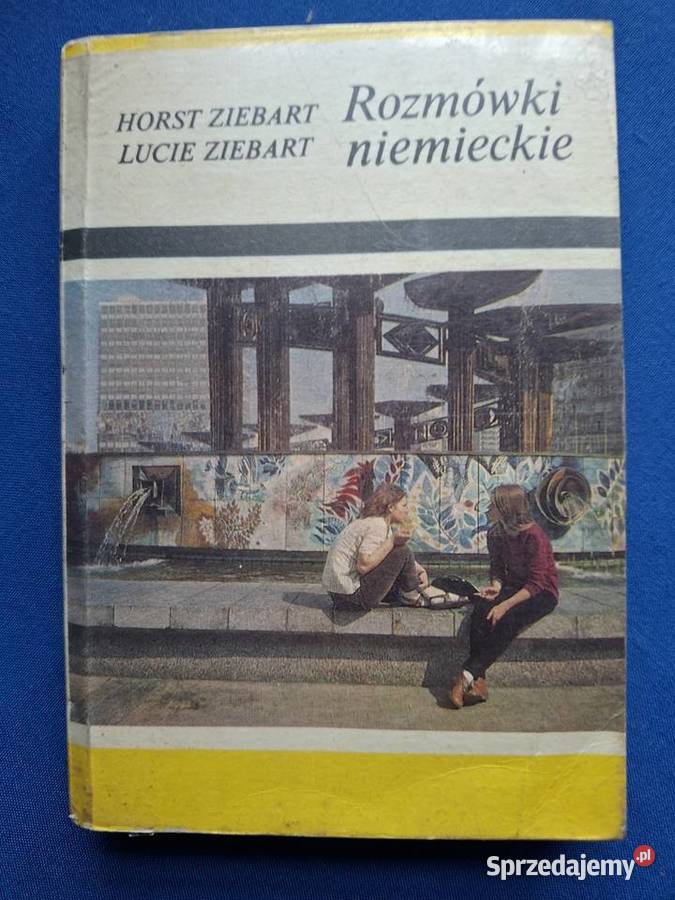 HORST ZIEBART
LUCIE ZIEBART
Rozmówki
niemieckie
Sprzedajemy.pl